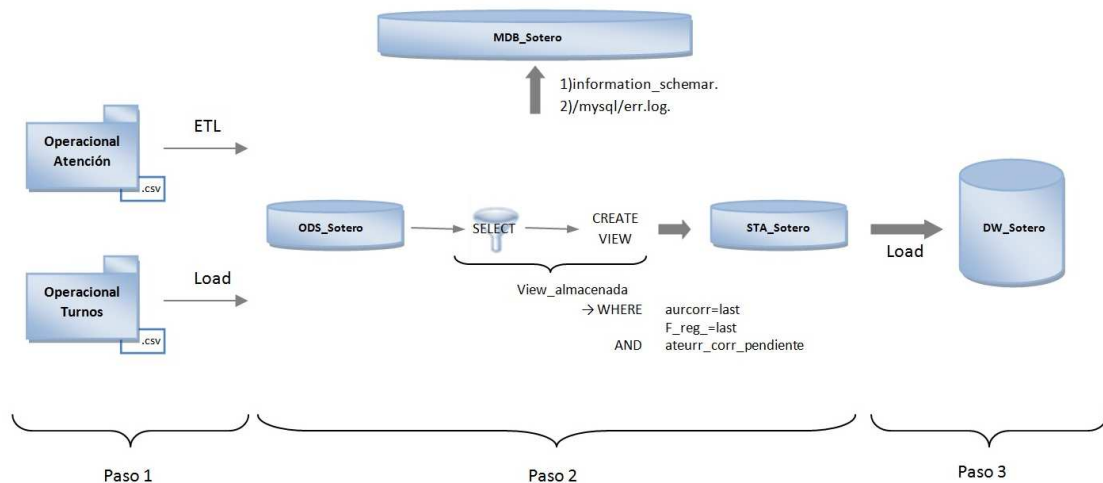 MDB_Sotero
1)information_schemar.
2)/mysql/err.log.
Operacional
Atención
.csv
ETL
ODS_Sotero
SELECT
CREATE
VIEW
STA_Sotero
Load
DW_Sotero
Operacional
Turnos
.csv
Load
View_almacenada
→ WHERE aurcorr=last
F_reg_=last
AND ateurr_corr_pendiente
Paso 1
Paso 2
Paso 3